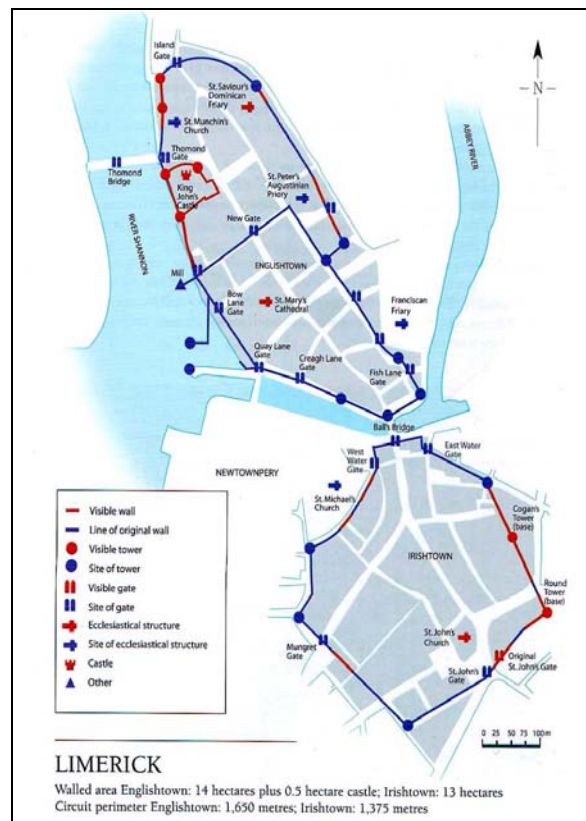 Island
Gate
St. Saviour's
Dominican
Friary
N
St. Munchin's
Church
Thomond
Gate
Thomond
Bridge
King
John's
Castle
St. Peter's
Augustinian
Priory
ABBEY RIVER
RIVER SHANNON
New Gate
Mill
ENGLISHTOWN
Bow
Lane
Gate
St. Mary's
Cathedral
Franciscan
Friary
Quay Lane
Gate
Creagh Lane
Gate
Fish Lane
Gate
Ball's Bridge
West
Water
Gate
East Water
Gate
NEWTOWNPERY
St. Michael's
Church
Cogan's
Tower
(base)
IRISHTOWN
Round
Tower
(base)
St. John's
Church
Mungret
Gate
St. John's
Gate
Original
St. John's Gate
Visible wall
Line of original wall
Visible tower
Site of tower
Visible gate
Site of gate
Ecclesiastical structure
Site of ecclesiastical structure
Castle
Other
0 25 50 75 100 m
LIMERICK
Walled area Englishtown: 14 hectares plus 0.5 hectare castle; Irishtown: 13 hectares
Circuit perimeter Englishtown: 1,650 metres; Irishtown: 1,375 metres